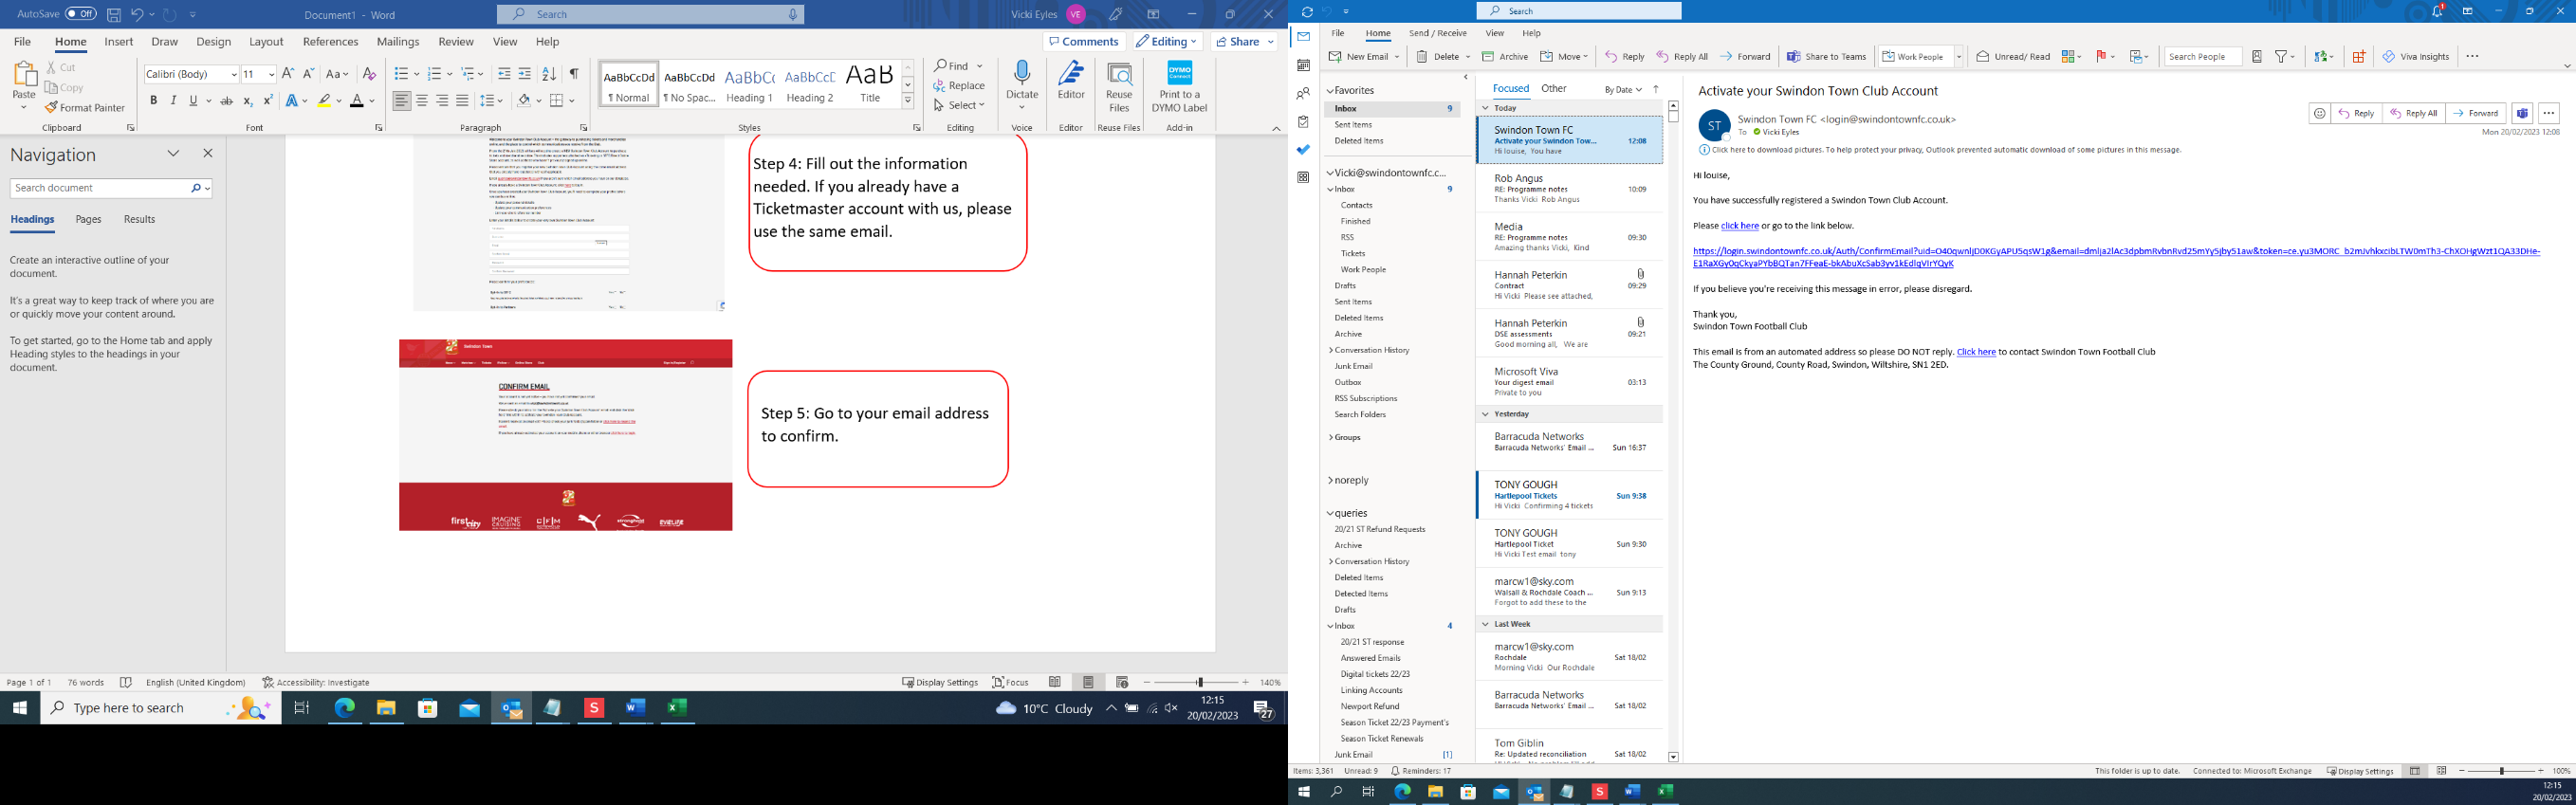 AutoSave Off
Document1 - Word
Search
Vicki Eyles VE
File Home Insert Draw Design Layout References Mailings Review View Help
Comments Editing Share
Paste
Cut
Copy
Format Painter
Clipboard
Calibri (Body) 11
Font
Paragraph
AaBbCcDd AaBbCcDd AaBbCc AaBbCcD AaB
¶ Normal ¶ No Spac... Heading 1 Heading 2 Title
Styles
Find
Replace
Select
Editing
Dictate
Voice
Editor
Editor
Reuse Files
Reuse Files
Print to a DYMO Label
Add-in
Navigation
Search document
Headings Pages Results
Create an interactive outline of your
document.
It's a great way to keep track of where you are
or quickly move your content around.
To get started, go to the Home tab and apply
Heading styles to the headings in your
document.
Step 4: Fill out the information
needed. If you already have a
Ticketmaster account with us, please
use the same email.
Swindon Town
CONFIRM EMAIL
Step 5: Go to your email address
to confirm.
first city IMAGINE CRUISING
Page 1 of 1 76 words English (United Kingdom) Accessibility: Investigate
Display Settings Focus 140%
Type here to search
10°C Cloudy
12:15
20/02/2023
27
Search
File Home Send / Receive View Help
New Email Delete Archive Move Reply Reply All Forward Share to Teams Work People Unread/ Read Search People Viva Insights
Favorites
Inbox 9
Sent Items
Deleted Items
Vicki@swindontownfc.c...
Inbox 9
Contacts
Finished
RSS
Tickets
Work People
Drafts
Sent Items
Deleted Items
Archive
Conversation History
Junk Email
Outbox
RSS Subscriptions
Search Folders
Groups
noreply
queries
20/21 ST Refund Requests
Archive
Conversation History
Deleted Items
Detected Items
Drafts
Inbox 4
20/21 ST response
Answered Emails
Digital tickets 22/23
Linking Accounts
Newport Refund
Season Ticket 22/23 Payment's
Season Ticket Renewals
Junk Email [1]
Focused Other By Date
Today
Swindon Town FC
Activate your Swindon Tow... 12:08
Hi louise, You have
Rob Angus
RE: Programme notes 10:09
Thanks Vicki Rob Angus
Media
RE: Programme notes 09:30
Amazing thanks Vicki, Kind
Hannah Peterkin
Contract 09:29
Hi Vicki Please see attached,
Hannah Peterkin
DSE assessments 09:21
Good morning all, We are
Microsoft Viva
Your digest email 03:13
Private to you
Yesterday
Barracuda Networks
Barracuda Networks' Email ... Sun 16:37
TONY GOUGH
Hartlepool Tickets Sun 9:38
Hi Vicki Confirming 4 tickets
TONY GOUGH
Hartlepool Ticket Sun 9:30
Hi Vicki Test email tony
marcw1@sky.com
Walsall & Rochdale Coach ... Sun 9:13
Forgot to add these to the
Last Week
marcw1@sky.com
Rochdale Sat 18/02
Morning Vicki Our Rochdale
Barracuda Networks
Barracuda Networks' Email ... Sat 18/02
Tom Giblin
Re: Updated reconciliation Sat 18/02
Activate your Swindon Town Club Account
ST
Swindon Town FC <login@swindontownfc.co.uk>
To Vicki Eyles
Reply Reply All Forward
Mon 20/02/2023 12:08
Click here to download pictures. To help protect your privacy, Outlook prevented automatic download of some pictures in this message.
Hi louise,
You have successfully registered a Swindon Town Club Account.
Please click here or go to the link below.
If you believe you're receiving this message in error, please disregard.
Thank you,
Swindon Town Football Club
This email is from an automated address so please DO NOT reply. Click here to contact Swindon Town Football Club
The County Ground, County Road, Swindon, Wiltshire, SN1 2ED.
Items: 3,361 Unread: 9 Reminders: 17
This folder is up to date. Connected to: Microsoft Exchange Display Settings 100%
12:15
20/02/2023